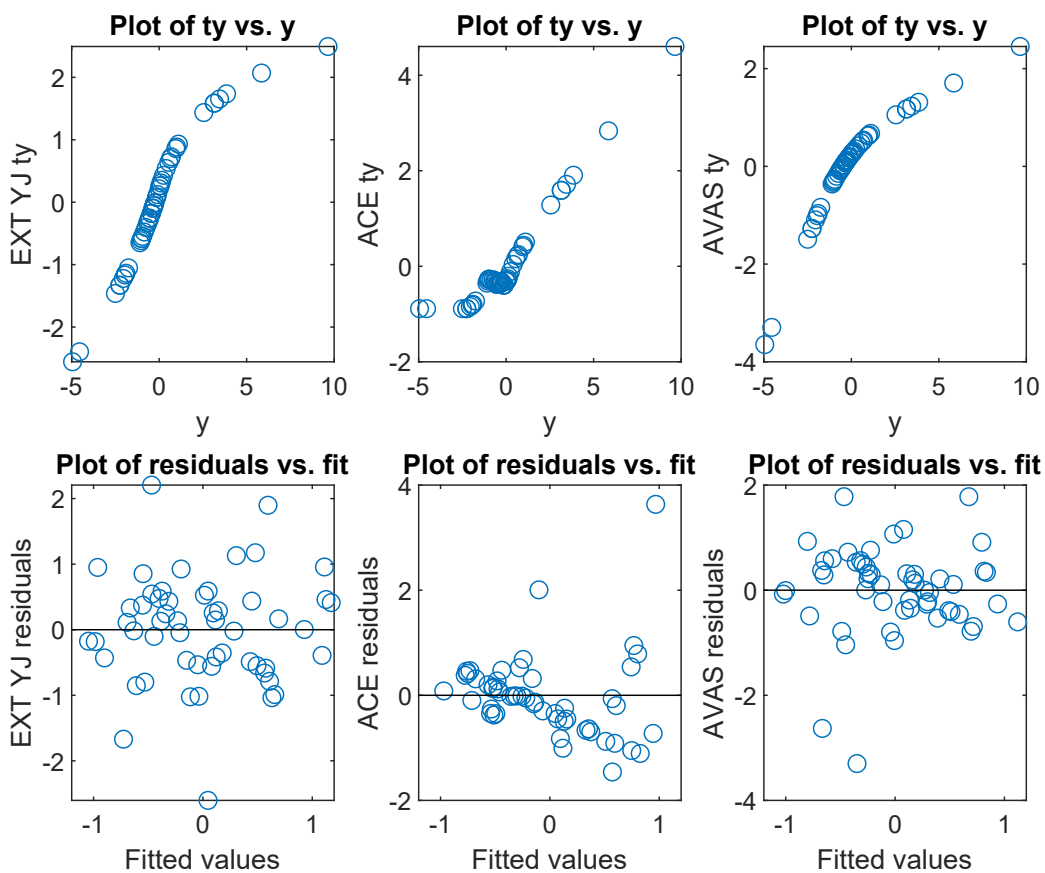 Plot of ty vs. y
EXT YJ ty
2
1
0
-1
-2
-5
0
5
10
y
Plot of ty vs. y
ACE ty
4
2
0
-2
-5
0
5
10
y
Plot of ty vs. y
AVAS ty
2
0
-2
-4
-5
0
5
10
y
Plot of residuals vs. fit
EXT YJ residuals
2
1
0
-1
-2
-1
0
1
Fitted values
Plot of residuals vs. fit
ACE residuals
4
2
0
-2
-1
0
1
Fitted values
Plot of residuals vs. fit
AVAS residuals
2
0
-2
-4
-1
0
1
Fitted values